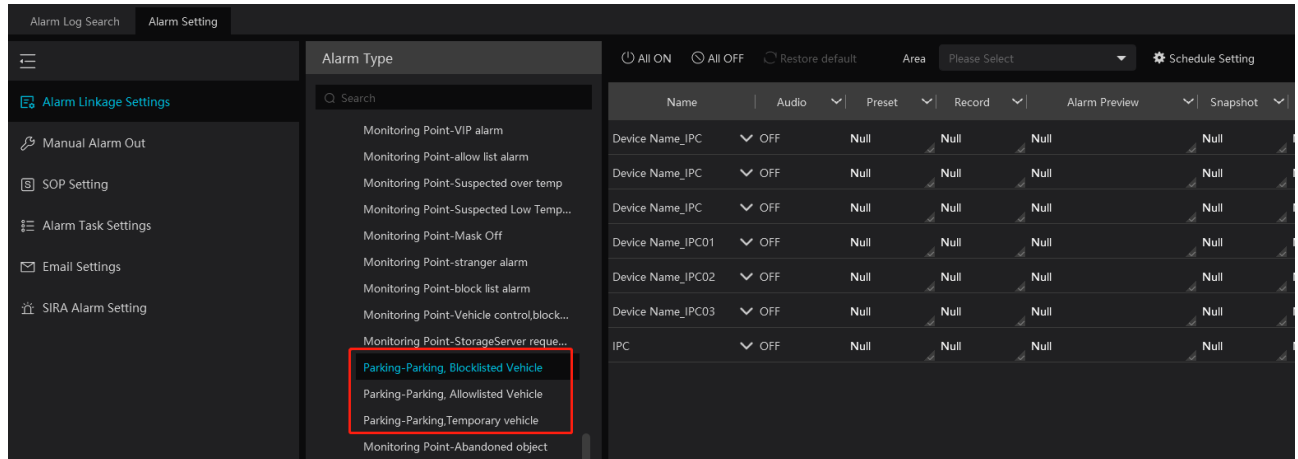 Alarm Log Search Alarm Setting
Alarm Linkage Settings
Manual Alarm Out
SOP Setting
Alarm Task Settings
Email Settings
SIRA Alarm Setting
Alarm Type
Search
Monitoring Point-VIP alarm
Monitoring Point-allow list alarm
Monitoring Point-Suspected over temp
Monitoring Point-Suspected Low Temp...
Monitoring Point-Mask Off
Monitoring Point-stranger alarm
Monitoring Point-block list alarm
Monitoring Point-Vehicle control,block...
Monitoring Point-StorageServer reque...
Parking-Parking, Blocklisted Vehicle
Parking-Parking, Allowlisted Vehicle
Parking-Parking,Temporary vehicle
Monitoring Point-Abandoned object
All ON All OFF Restore default Area Please Select Schedule Setting
Name Audio Preset Record Alarm Preview Snapshot
Device Name_IPC OFF Null Null Null Null
Device Name_IPC OFF Null Null Null Null
Device Name_IPC OFF Null Null Null Null
Device Name_IPC01 OFF Null Null Null Null
Device Name_IPC02 OFF Null Null Null Null
Device Name_IPC03 OFF Null Null Null Null
IPC OFF Null Null Null Null